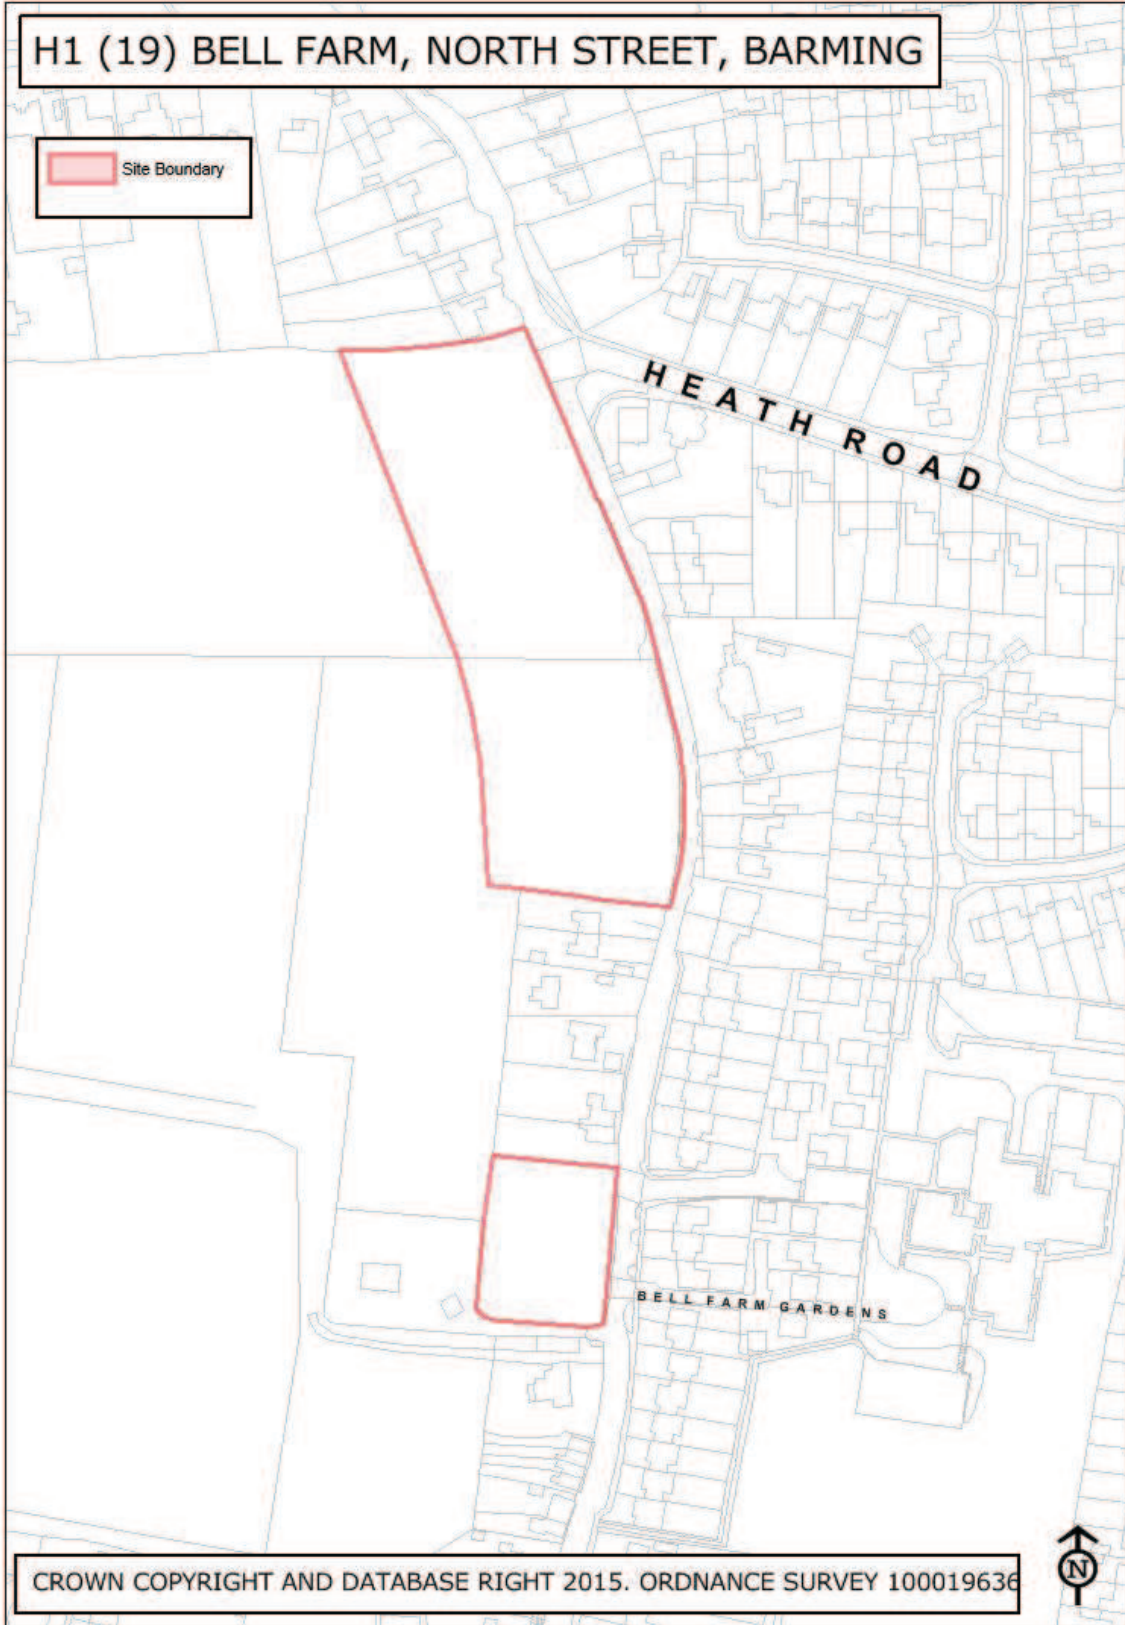 H1 (19) BELL FARM, NORTH STREET, BARMING
Site Boundary
HEATH ROAD
BELL FARM GARDENS
CROWN COPYRIGHT AND DATABASE RIGHT 2015. ORDNANCE SURVEY 100019636
N